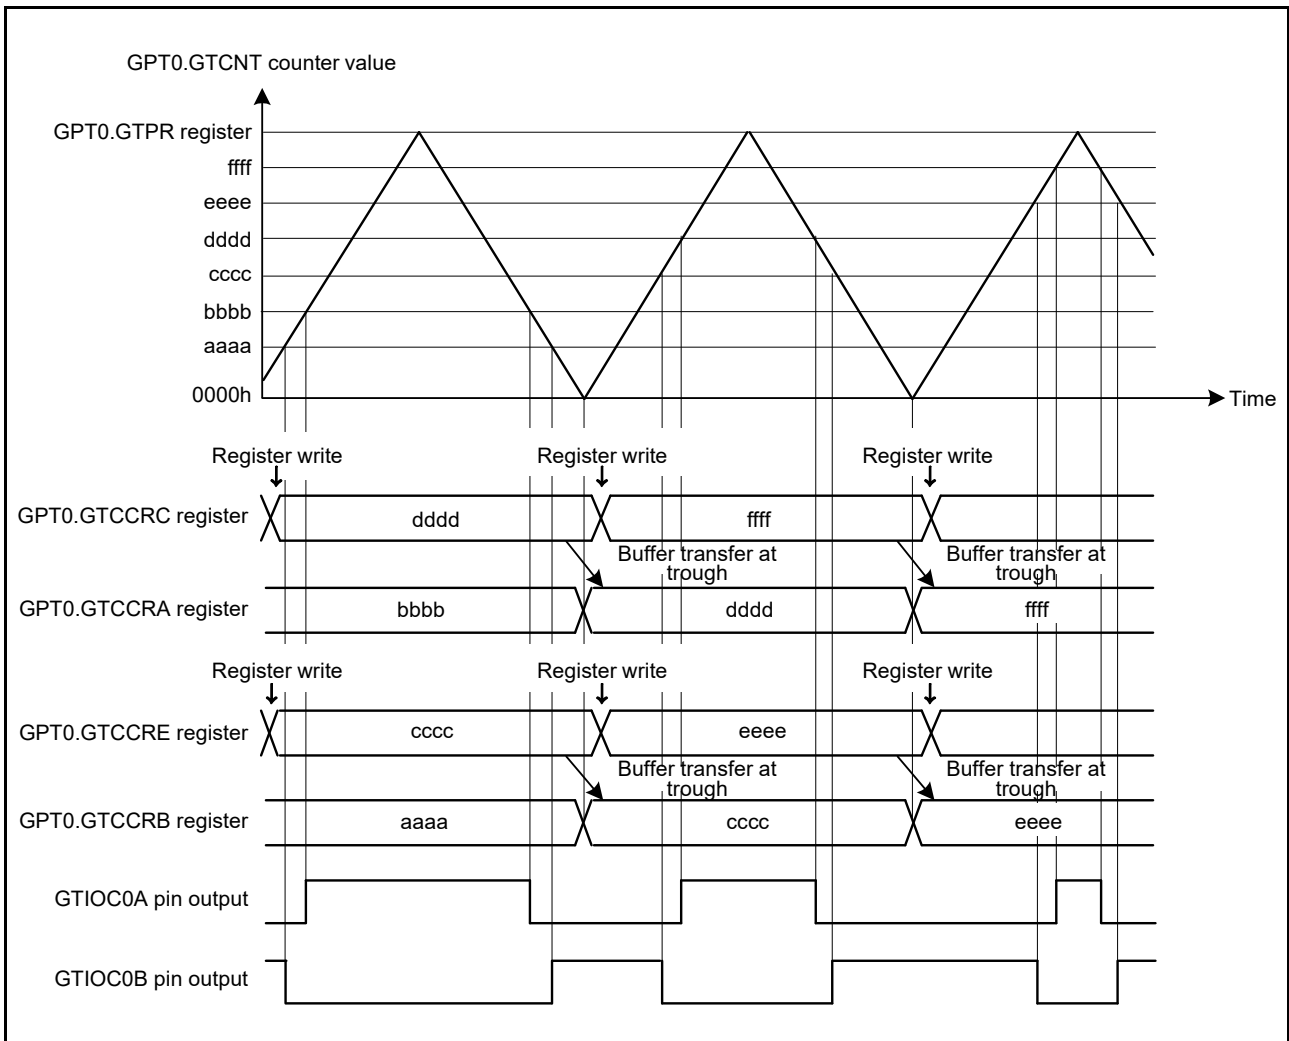 GPT0.GTCNT counter value
GPT0.GTPR register
ffff
eeee
dddd
cccc
bbbb
aaaa
0000h
Time
Register write Register write Register write
GPT0.GTCCRC register dddd ffff
Buffer transfer at trough Buffer transfer at trough
GPT0.GTCCRA register bbbb dddd ffff
Register write Register write Register write
GPT0.GTCCRE register cccc eeee
Buffer transfer at trough Buffer transfer at trough
GPT0.GTCCRB register aaaa cccc eeee
GTIOC0A pin output
GTIOC0B pin output